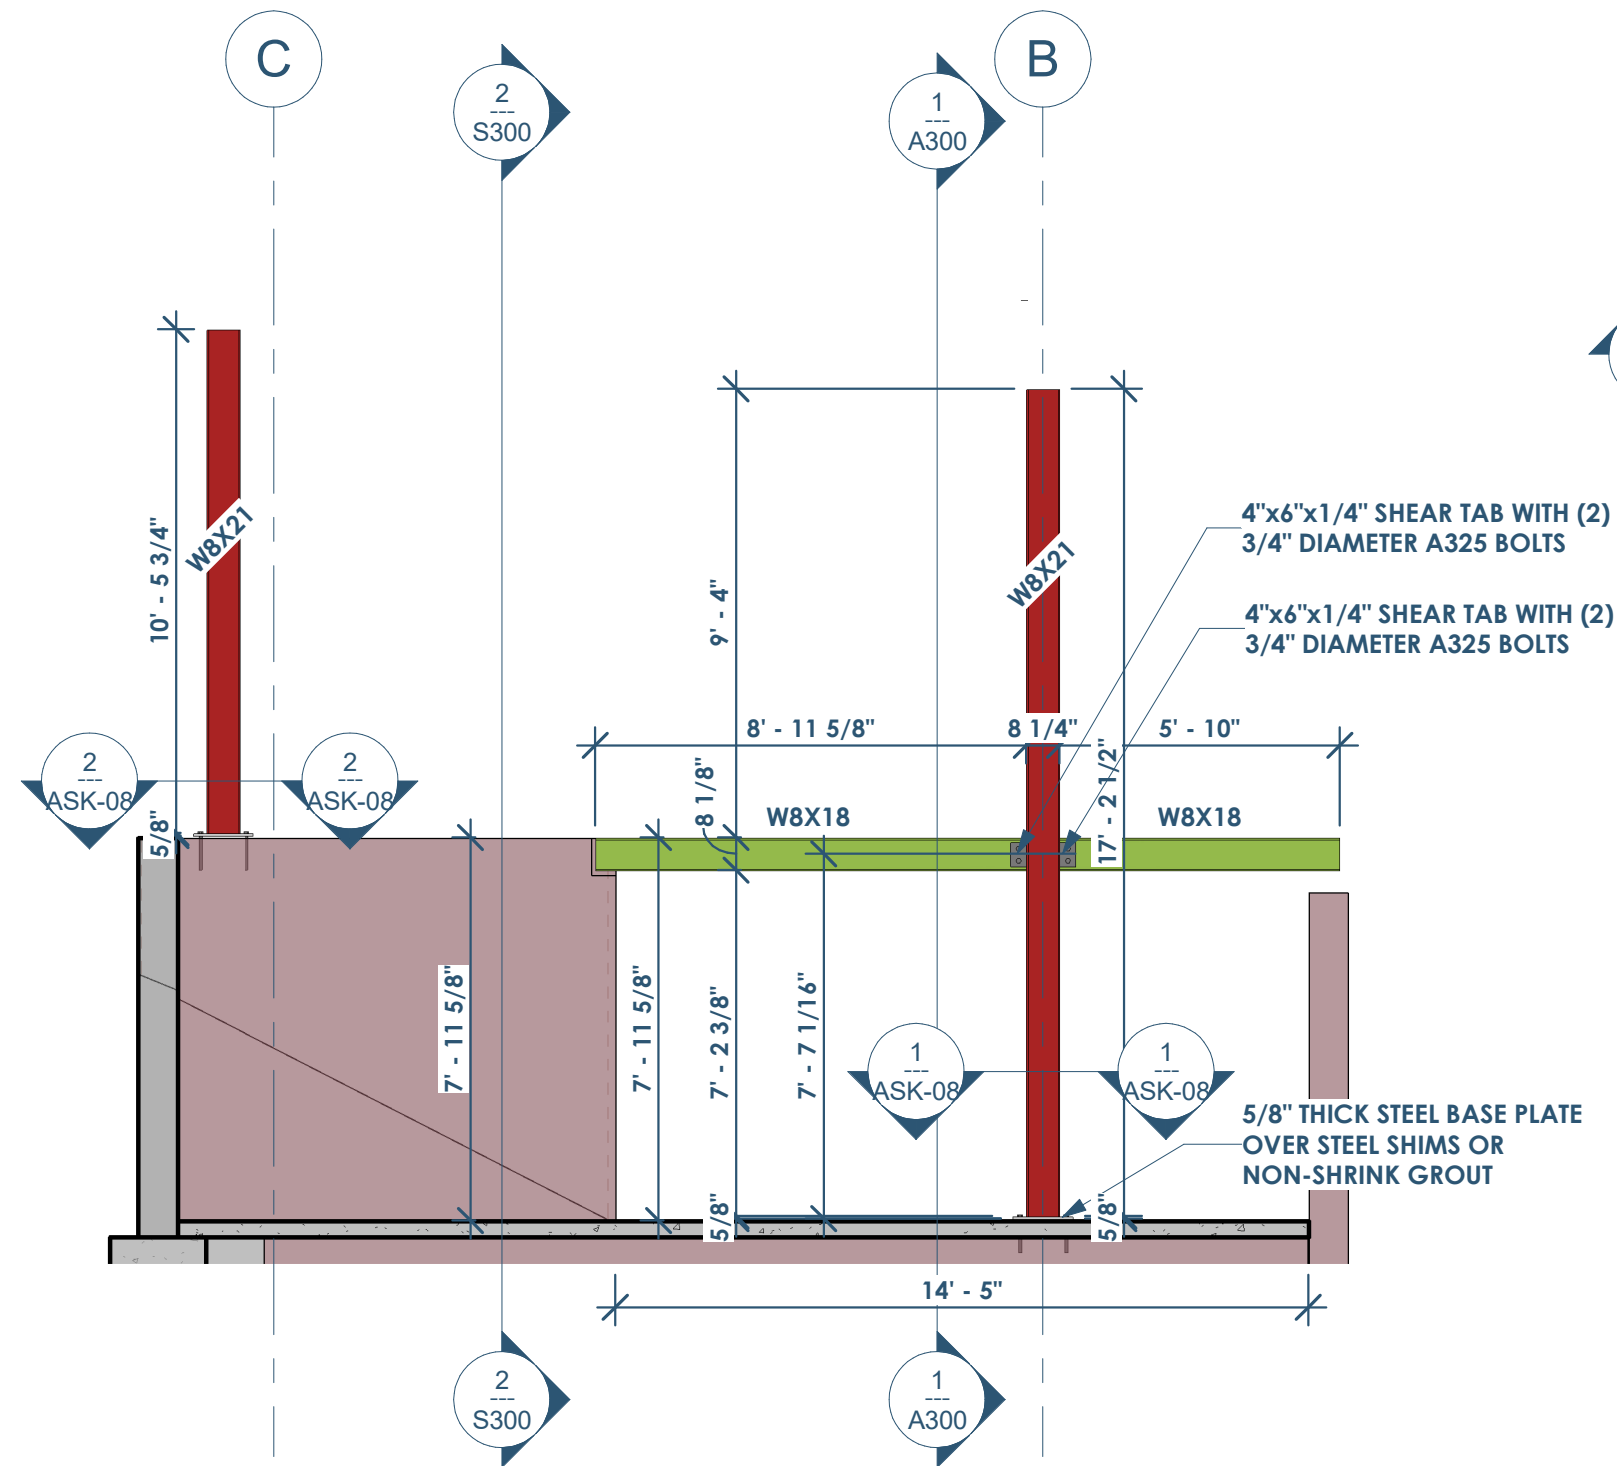 C
B
2
---
S300
1
---
A300
10' - 5 3/4"
W8X21
9' - 4"
W8X21
4"x6"x1/4" SHEAR TAB WITH (2)
3/4" DIAMETER A325 BOLTS
4"x6"x1/4" SHEAR TAB WITH (2)
3/4" DIAMETER A325 BOLTS
8' - 11 5/8"
8 1/4"
5' - 10"
17' - 2 1/2"
2
---
ASK-08
2
---
ASK-08
5/8"
8 1/8"
W8X18
W8X18
7' - 11 5/8"
7' - 11 5/8"
7' - 2 3/8"
7' - 7 1/16"
1
---
ASK-08
1
---
ASK-08
5/8" THICK STEEL BASE PLATE
OVER STEEL SHIMS OR
NON-SHRINK GROUT
5/8"
5/8"
14' - 5"
2
---
S300
1
---
A300